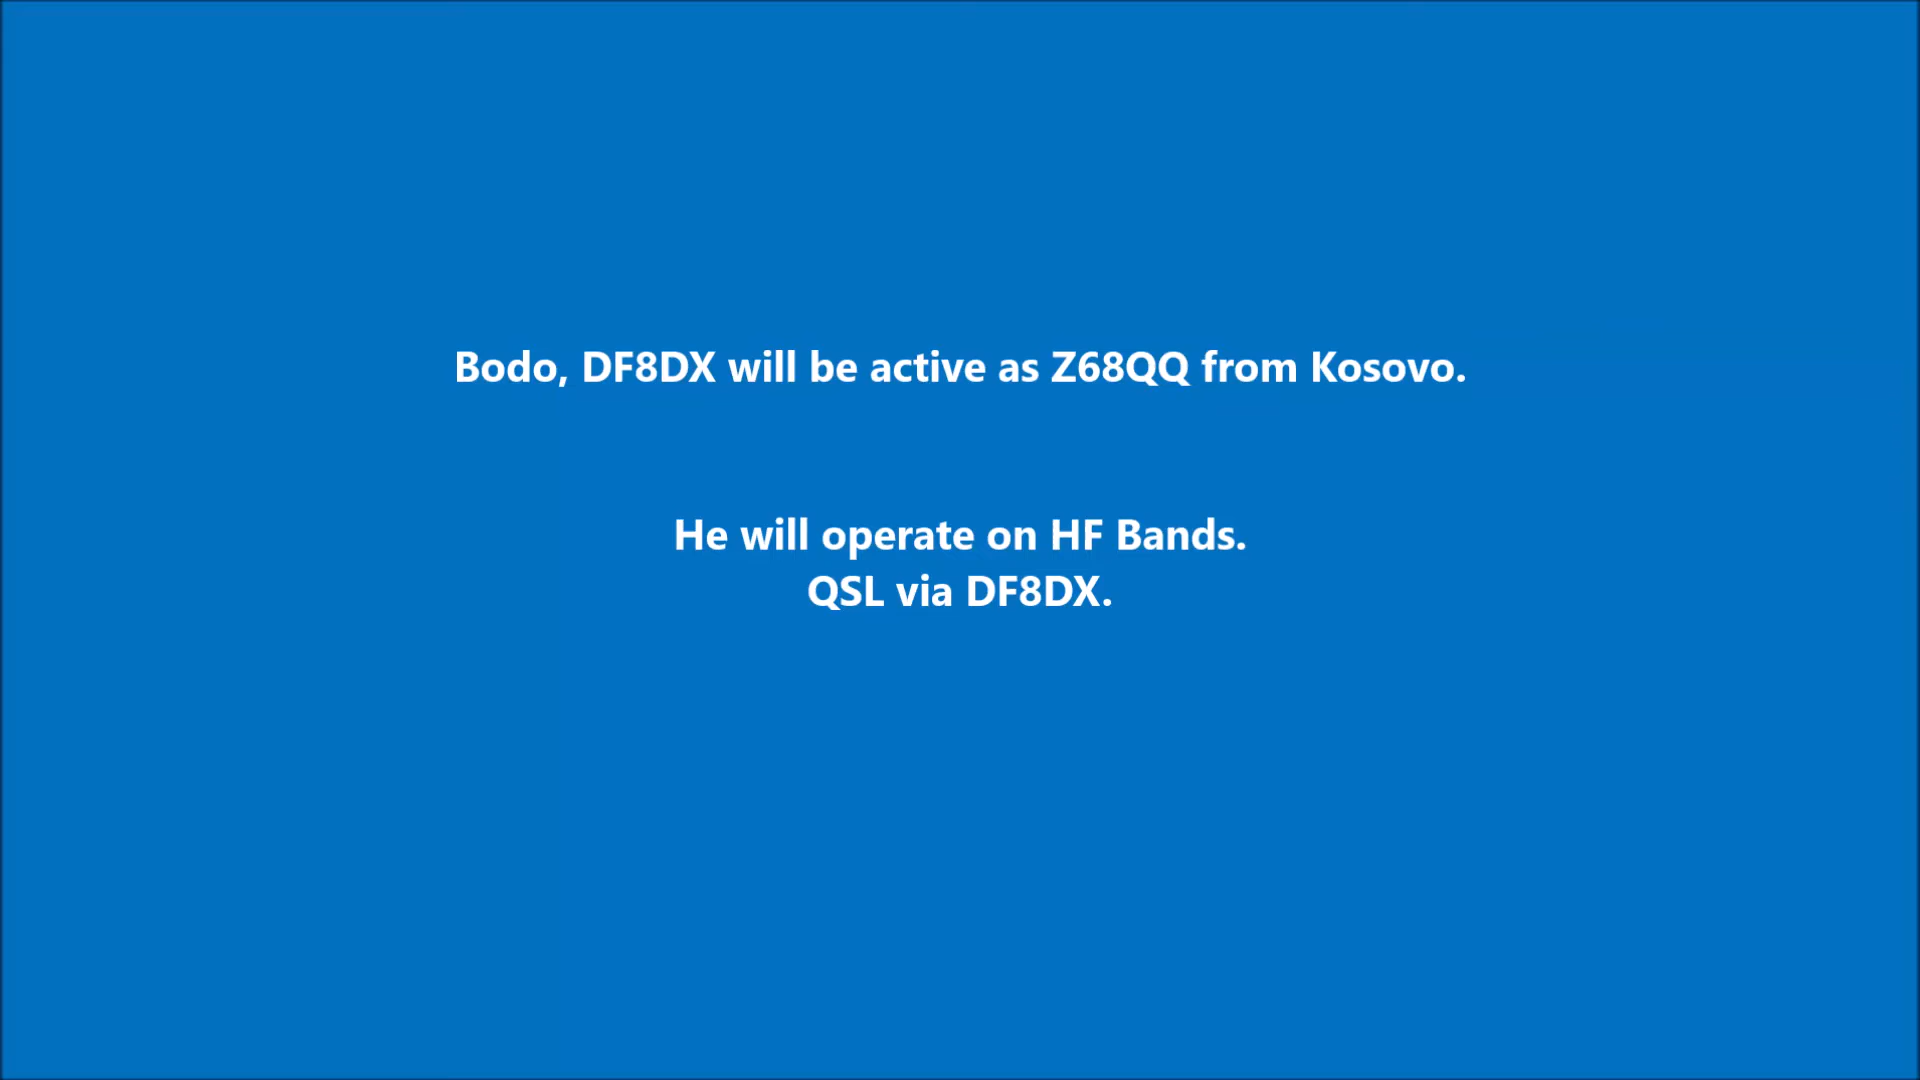 Bodo, DF8DX will be active as Z68QQ from Kosovo.
He will operate on HF Bands.
QSL via DF8DX.